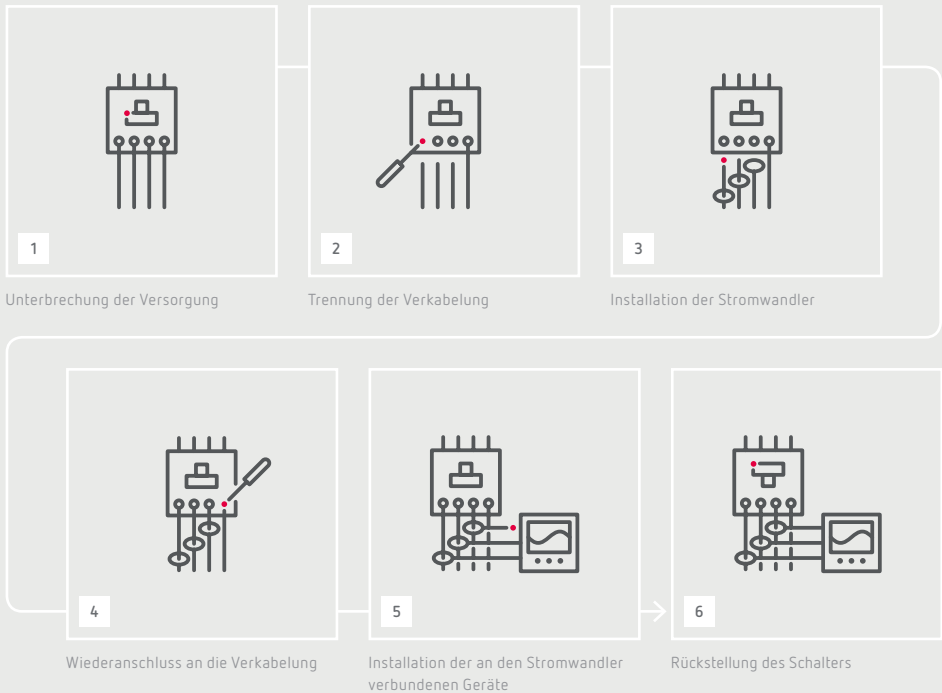 1
Unterbrechung der Versorgung
2
Trennung der Verkabelung
3
Installation der Stromwandler
4
Wiederanschluss an die Verkabelung
5
Installation der an den Stromwandler
verbundenen Geräte
6
Rückstellung des Schalters